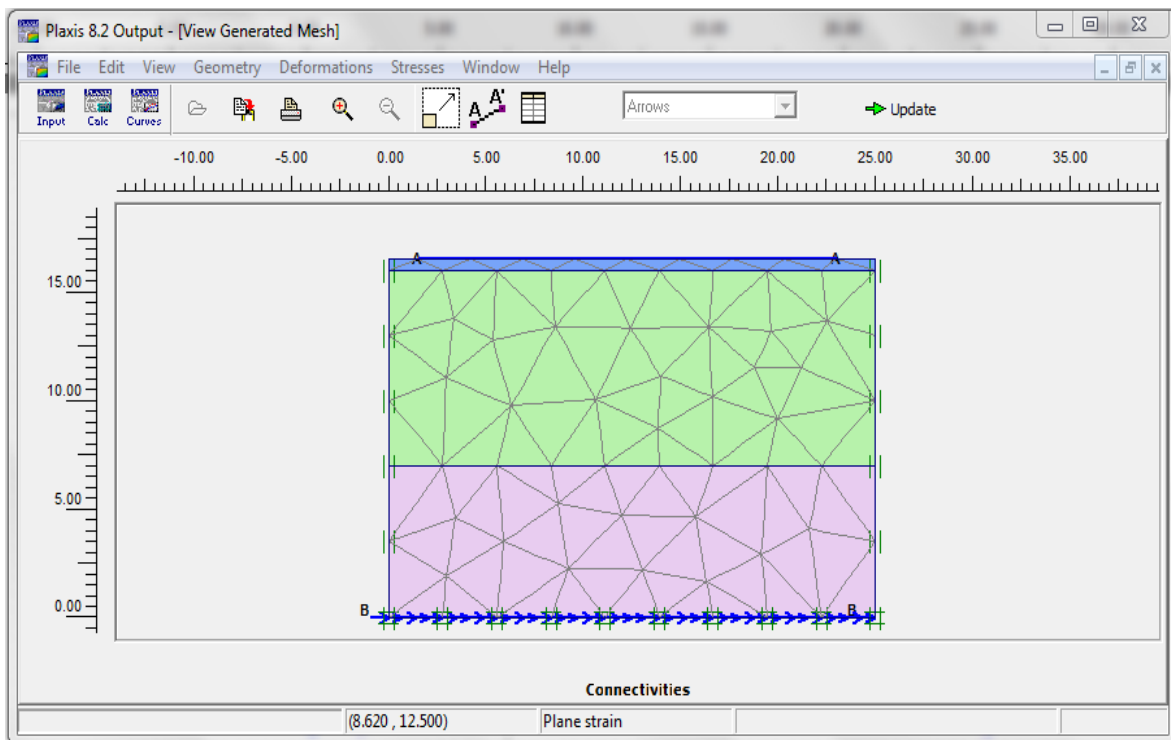 Plaxis 8.2 Output - [View Generated Mesh]
File Edit View Geometry Deformations Stresses Window Help
Input Calc Curves Arrows Update
-10.00 -5.00 0.00 5.00 10.00 15.00 20.00 25.00 30.00 35.00
A A
15.00
10.00
5.00
0.00
B B
Connectivities
(8.620 , 12.500) Plane strain